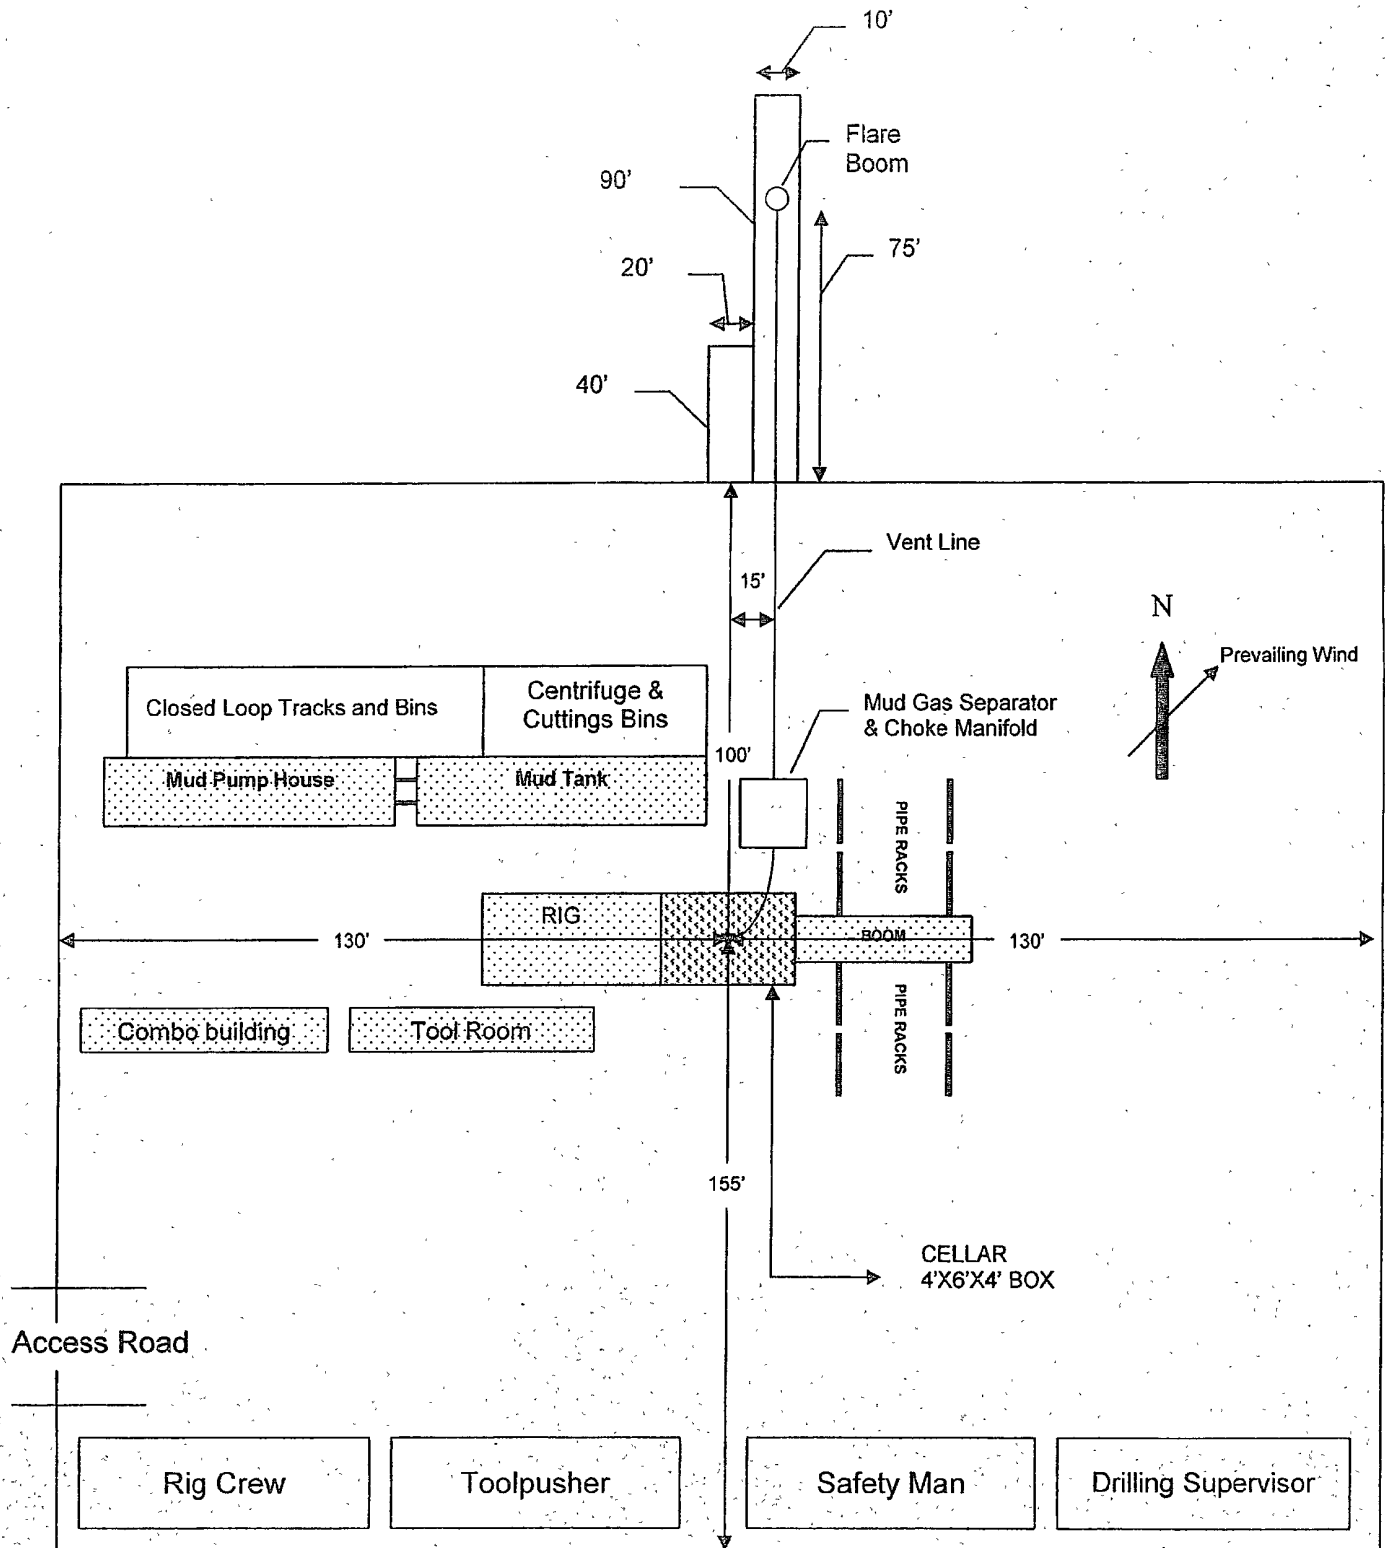 10'
Flare
Boom
90'
75'
20'
40'
Vent Line
15'
N
Prevailing Wind
Closed Loop Tracks and Bins
Centrifuge &
Cuttings Bins
Mud Gas Separator
& Choke Manifold
100'
Mud Pump House
Mud Tank
PIPE RACKS
RIG
130'
BOOM
130'
PIPE RACKS
Combo building
Tool Room
155'
CELLAR
4'X6'X4' BOX
Access Road
Rig Crew
Toolpusher
Safety Man
Drilling Supervisor